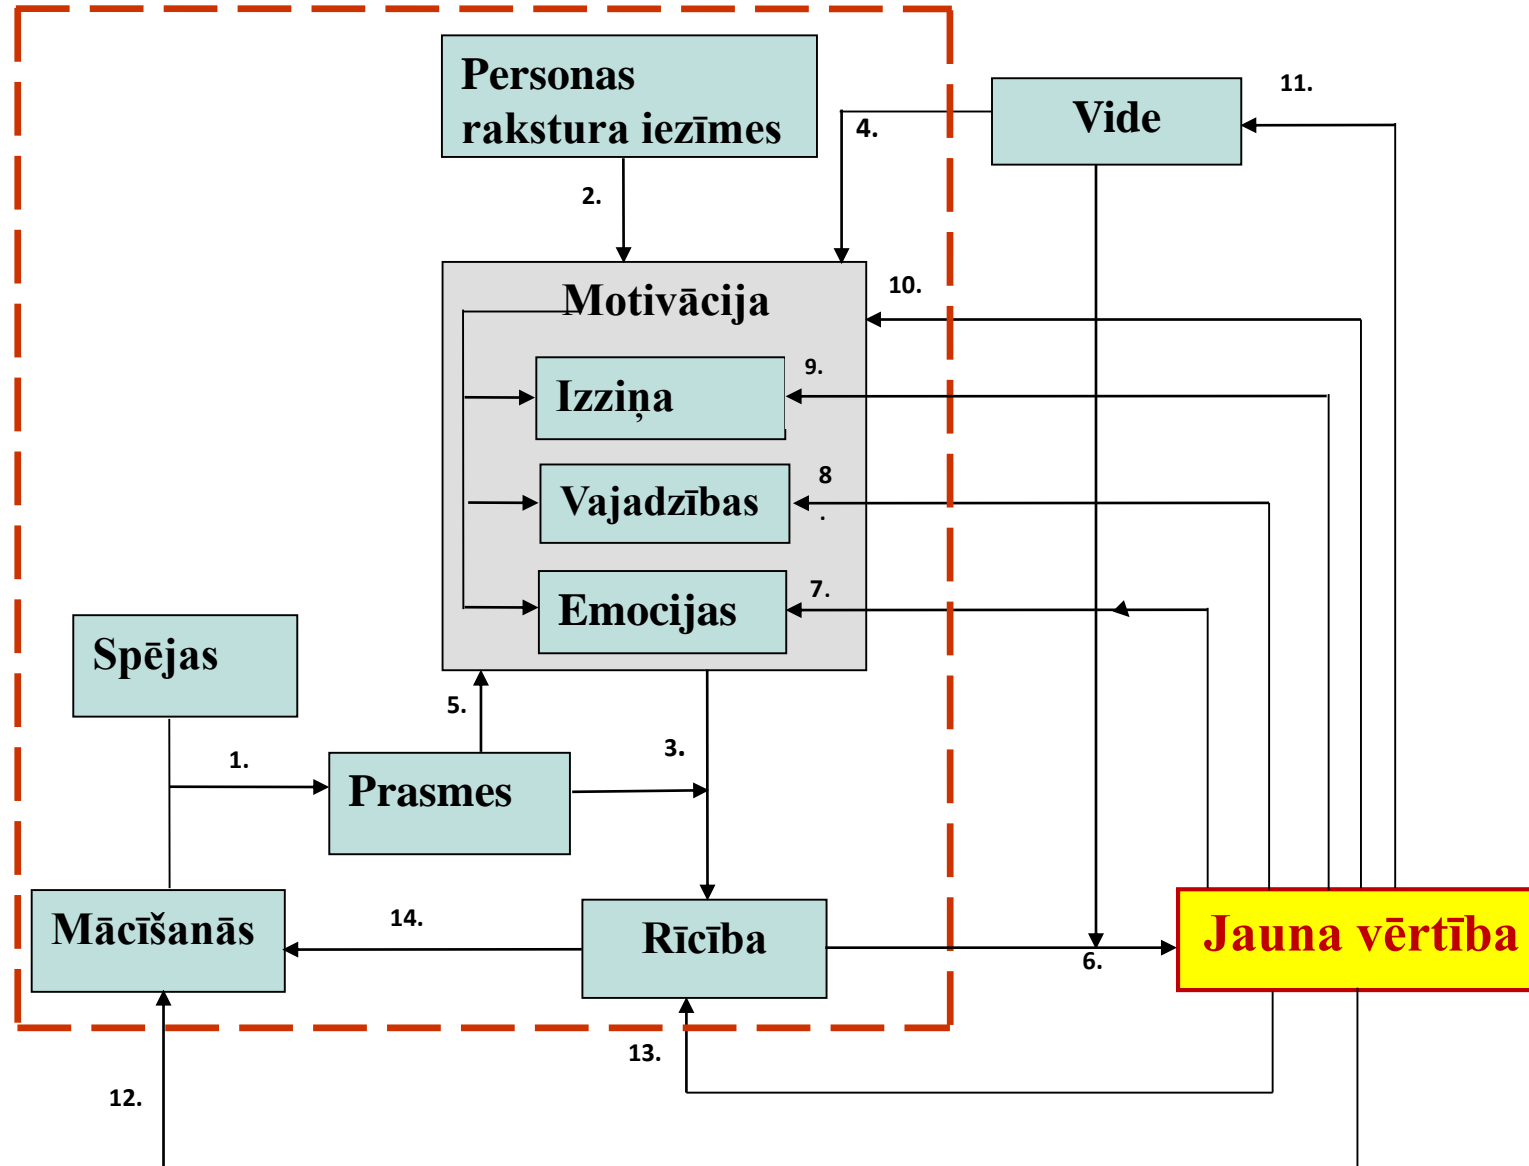 Personas
rakstura iezīmes
Vide
11.
4.
2.
Motivācija
10.
Izziņa
9.
Vajadzības
8
.
Emocijas
7.
Spējas
5.
3.
1.
Prasmes
Mācīšanās
14.
Rīcība
6.
Jauna vērtība
13.
12.